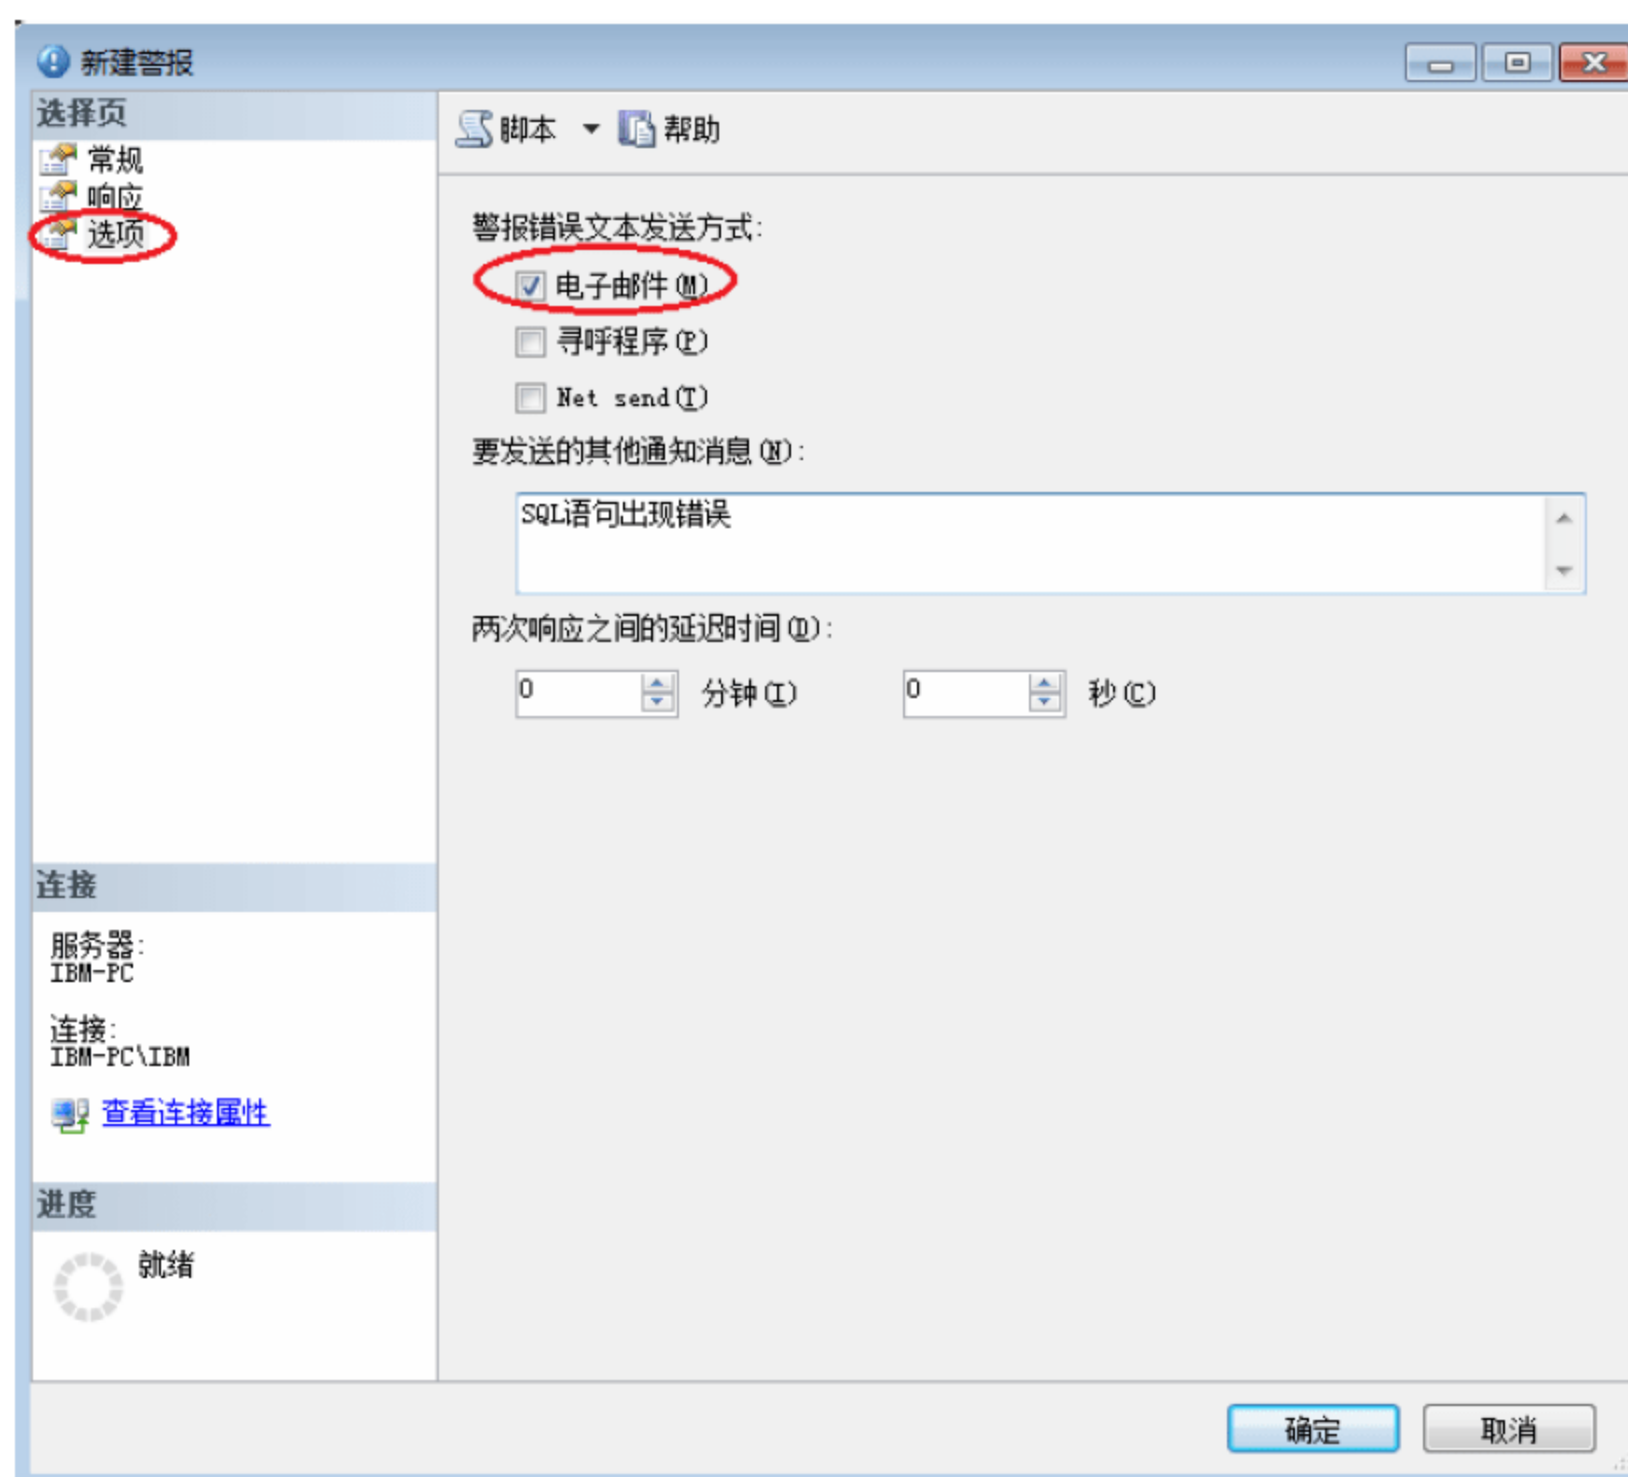 新建警报
选择页
常规
响应
选项
脚本 帮助
警报错误文本发送方式:
电子邮件(M)
寻呼程序(P)
Net send(T)
要发送的其他通知消息(N):
SQL语句出现错误
两次响应之间的延迟时间(D):
0 分钟(I) 0 秒(C)
连接
服务器:
IBM-PC
连接:
IBM-PC\IBM
查看连接属性
进度
就绪
确定 取消